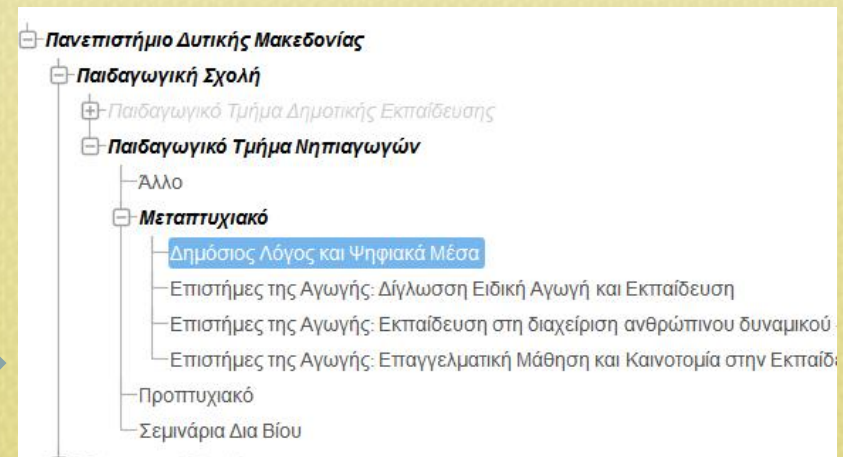 Πανεπιστήμιο Δυτικής Μακεδονίας
Παιδαγωγική Σχολή
Παιδαγωγικό Τμήμα Δημοτικής Εκπαίδευσης
Παιδαγωγικό Τμήμα Νηπιαγωγών
Άλλο
Μεταπτυχιακό
Δημόσιος Λόγος και Ψηφιακά Μέσα
Επιστήμες της Αγωγής: Δίγλωσση Ειδική Αγωγή και Εκπαίδευση
Επιστήμες της Αγωγής: Εκπαίδευση στη διαχείριση ανθρώπινου δυναμικού
Επιστήμες της Αγωγής: Επαγγελματική Μάθηση και Καινοτομία στην
Προπτυχιακό
Σεμινάρια Δια Βίου